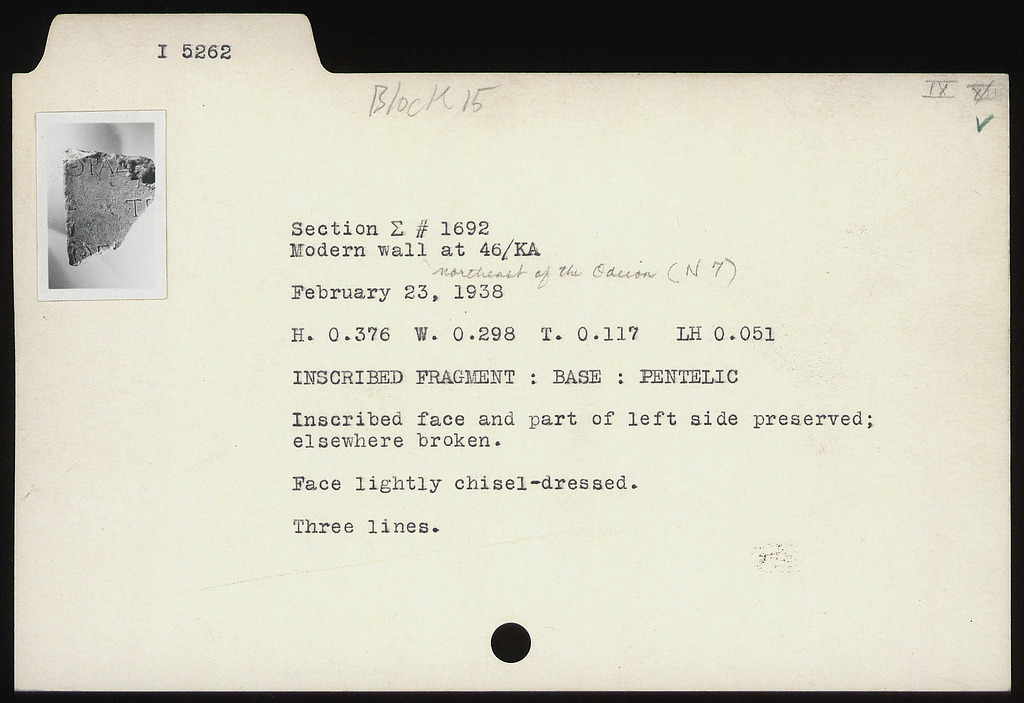 I 5262
Block 15
IX
Section Σ # 1692
Modern wall at 46/KA
northeast of the Odeion (N 7)
February 23, 1938
H. 0.376 W. 0.298 T. 0.117 LH 0.051
INSCRIBED FRAGMENT : BASE : PENTELIC
Inscribed face and part of left side preserved;
elsewhere broken.
Face lightly chisel-dressed.
Three lines.